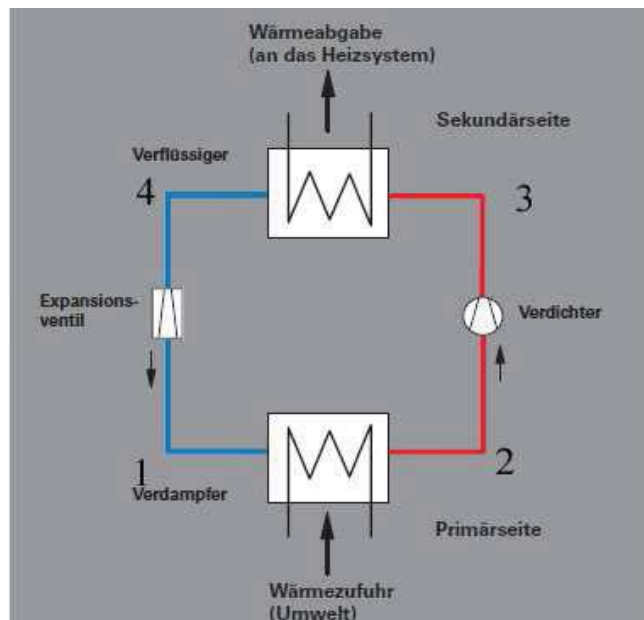 Wärmeabgabe
(an das Heizsystem)
Sekundärseite
Verflüssiger
4
3
Expansions-
ventil
Verdichter
1
2
Verdampfer
Primärseite
Wärmezufuhr
(Umwelt)